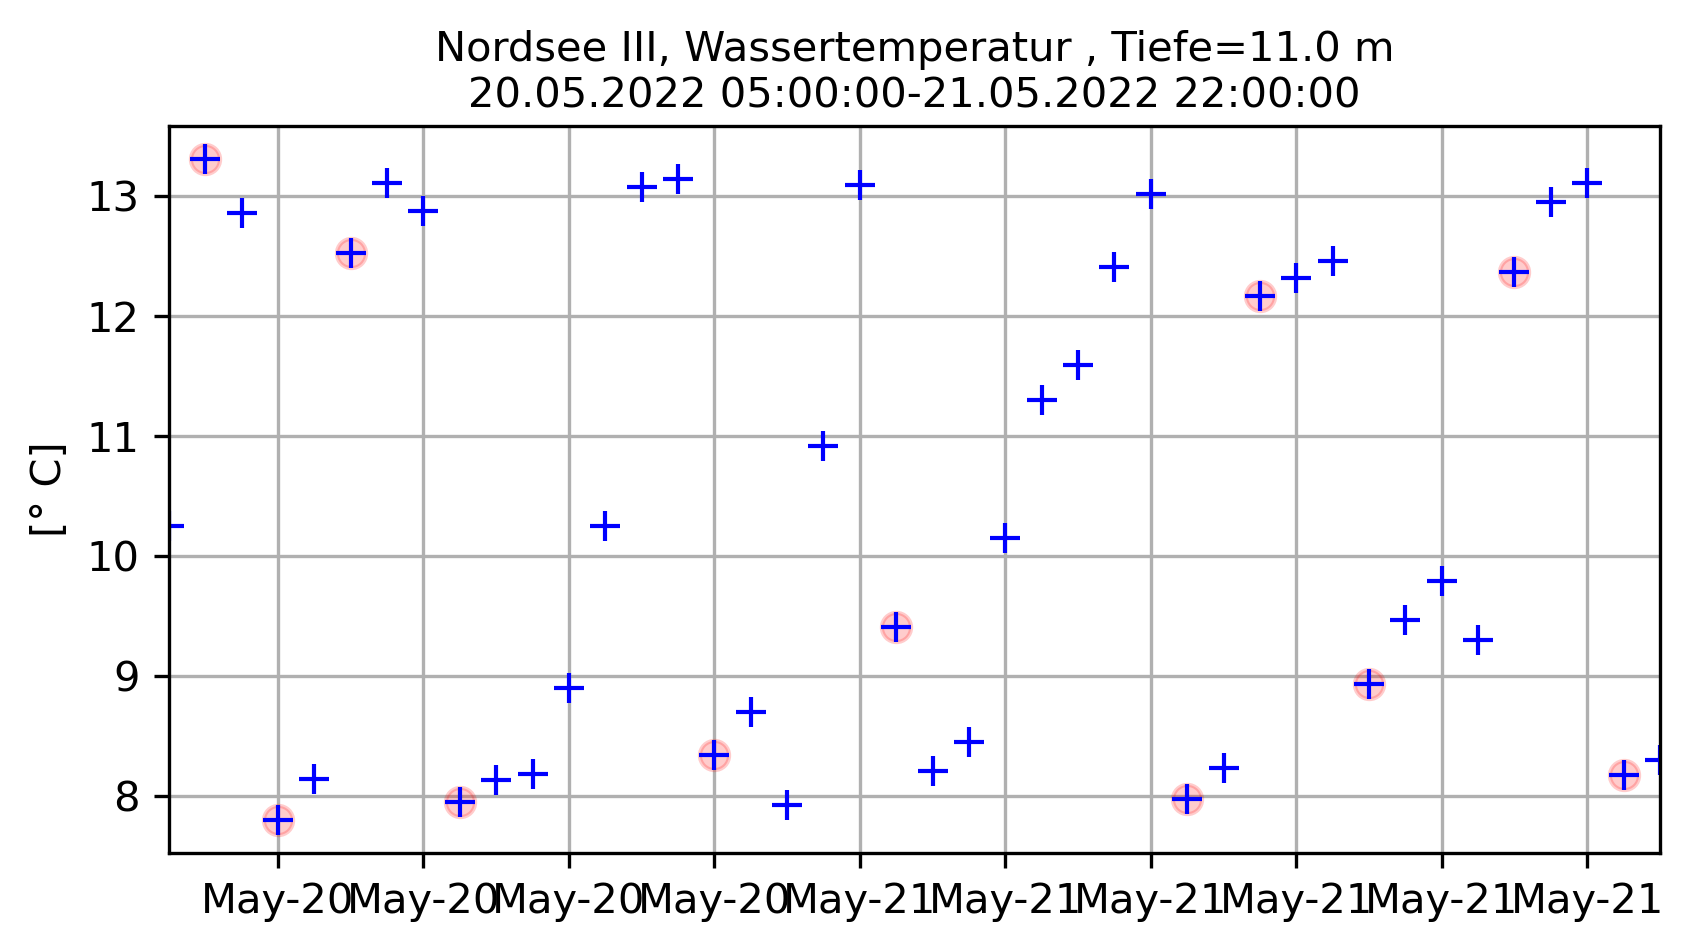 Nordsee III, Wassertemperatur , Tiefe=11.0 m
20.05.2022 05:00:00-21.05.2022 22:00:00
13
12
11
10
9
8
[° C]
May-20 May-20 May-20 May-20 May-21 May-21 May-21 May-21 May-21 May-21